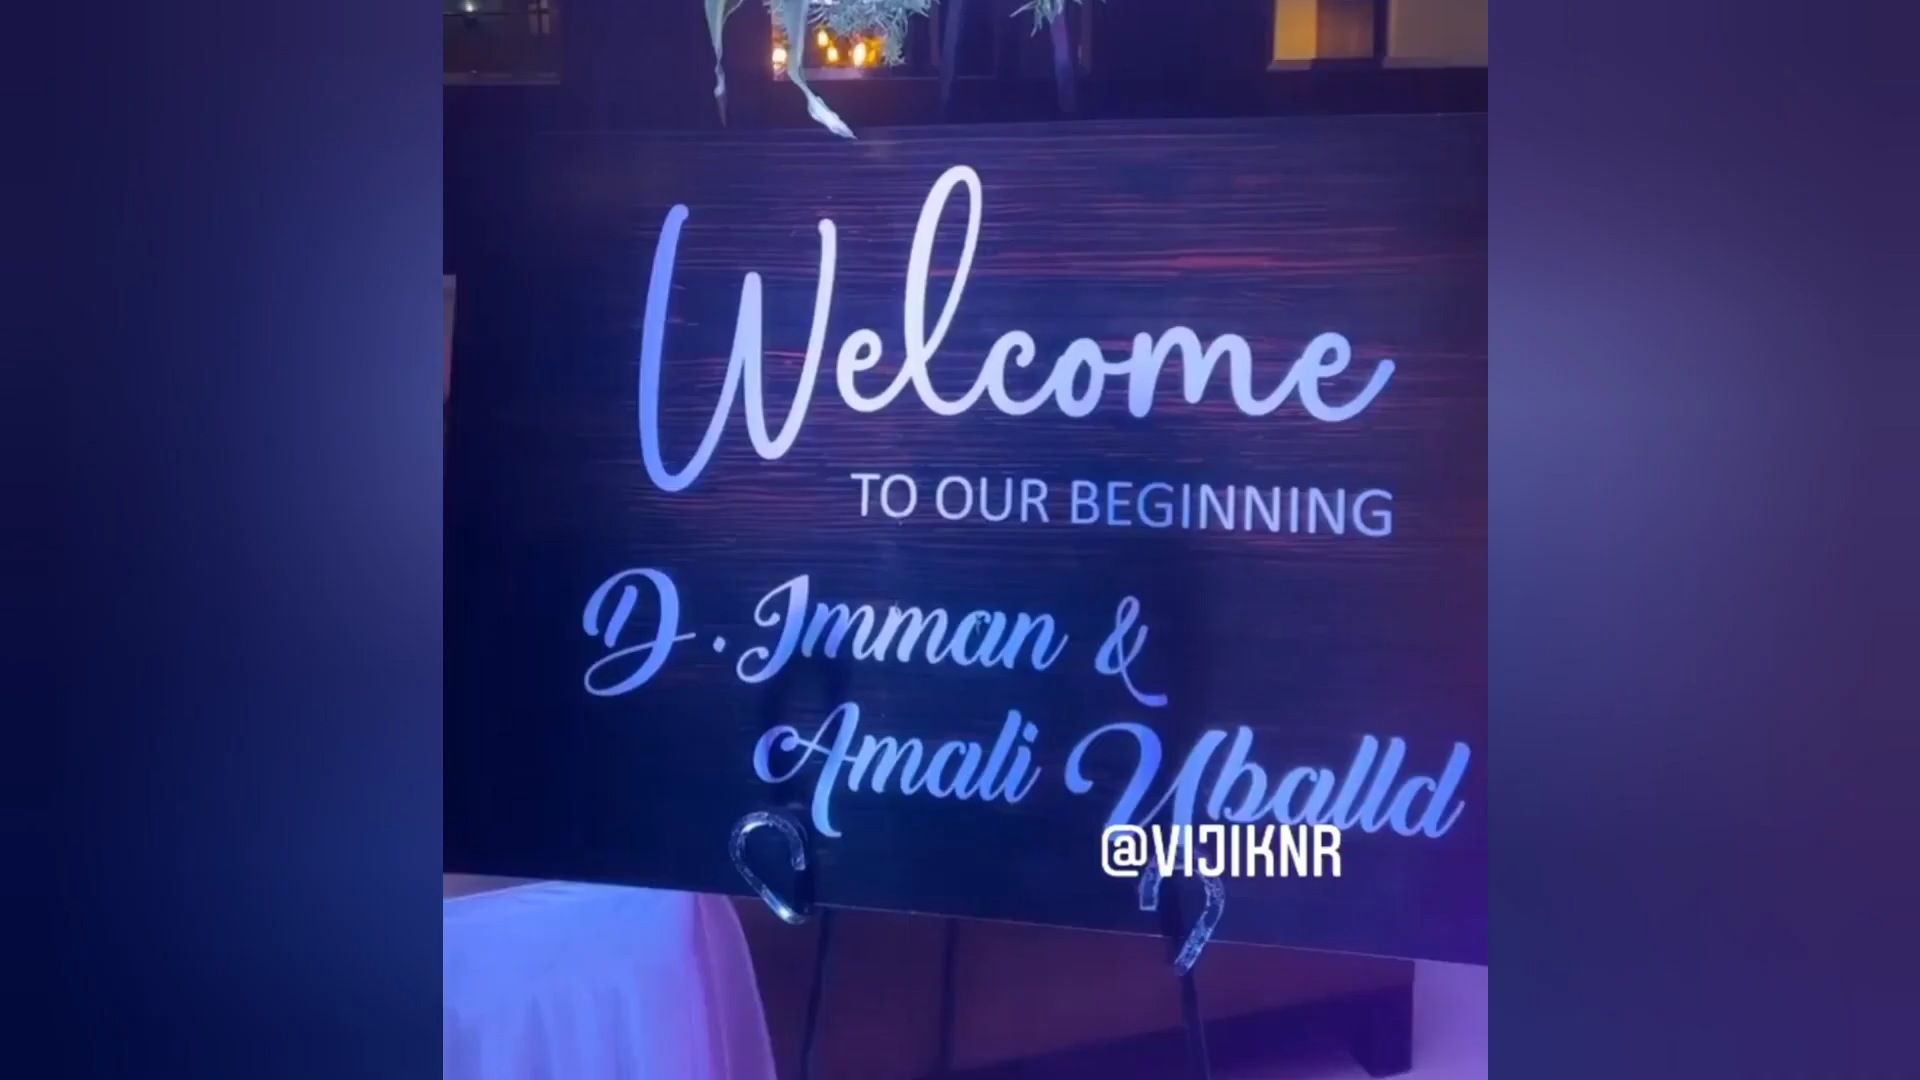 Welcome
TO OUR BEGINNING
D. Imman &
Amali Uballd
@VIJIKNR